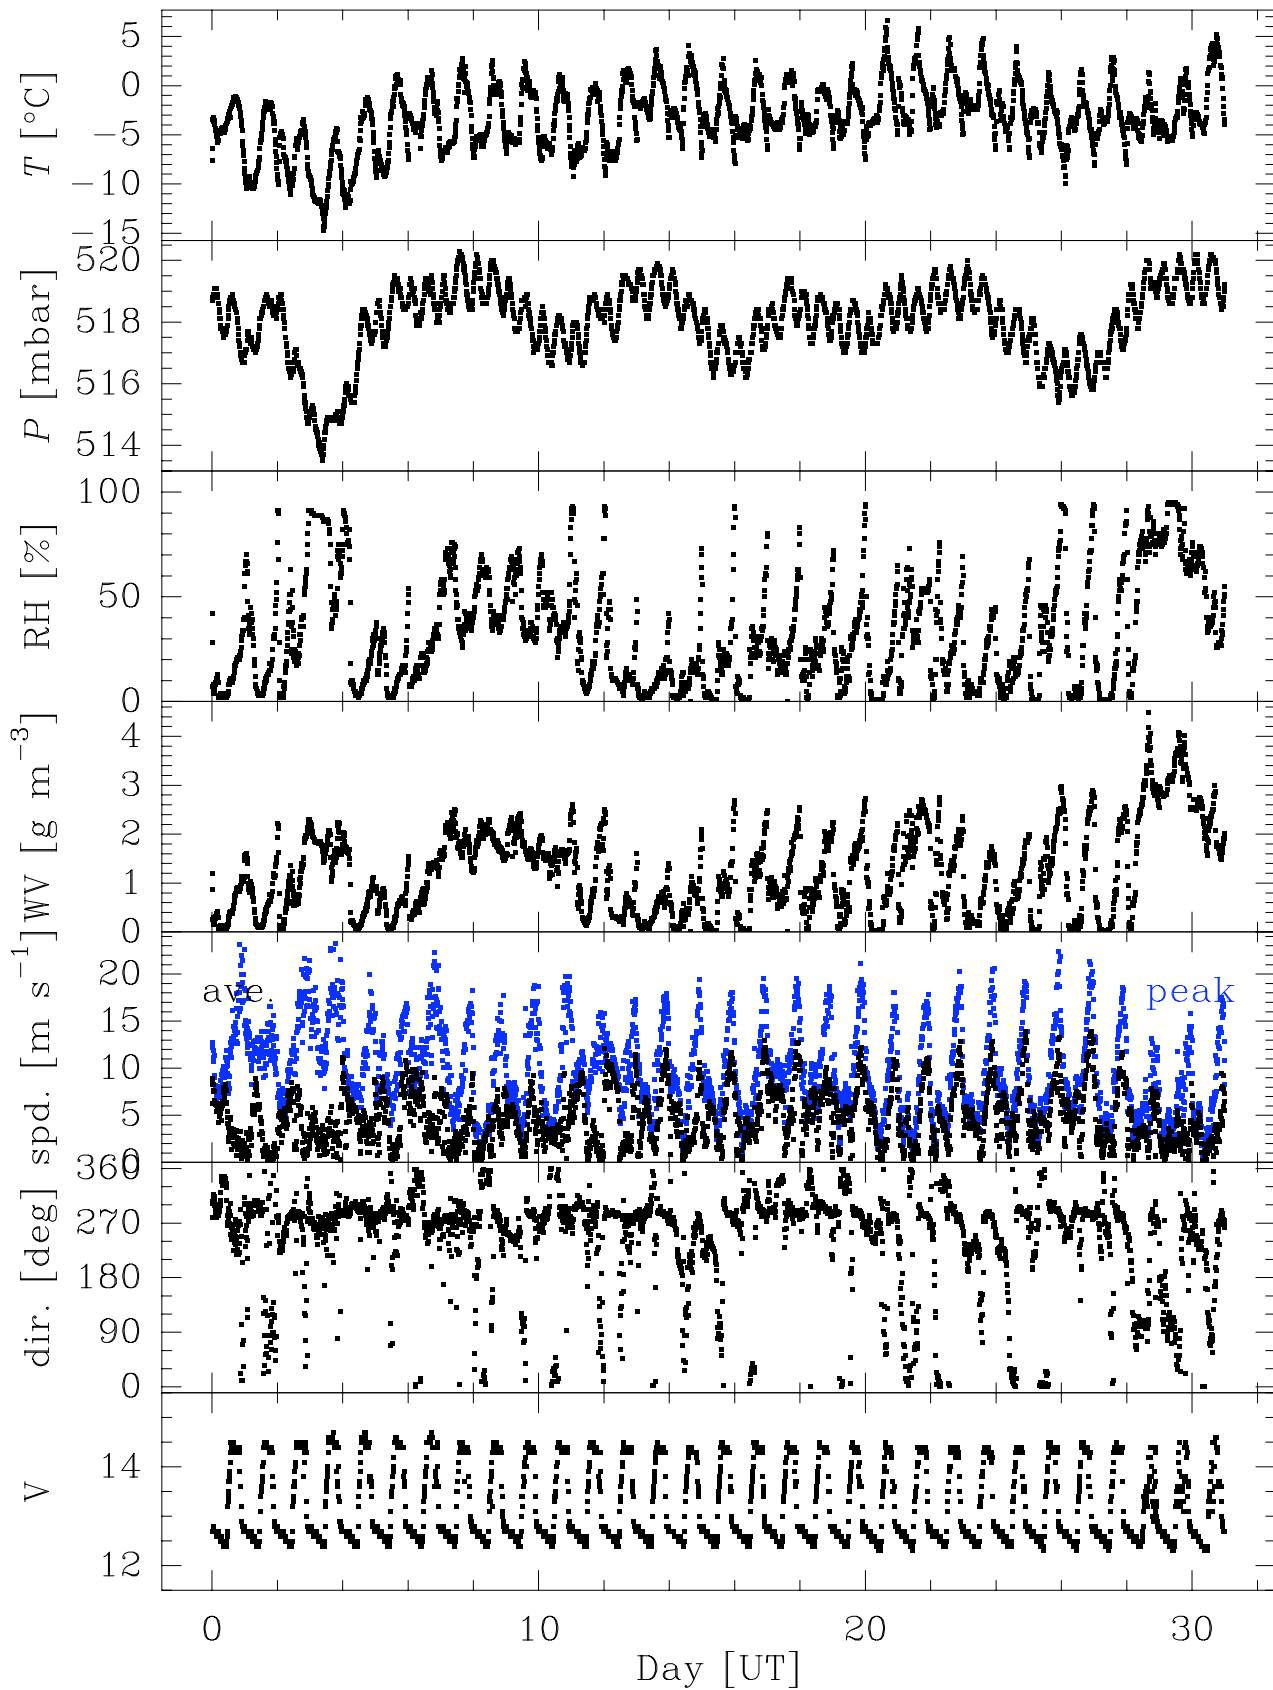 T [°C]
5
0
−5
−10
−15
P [mbar]
520
518
516
514
RH [%]
100
50
0
WV [g m−3]
4
3
2
1
0
spd. [m s−1]
20
15
10
5
0
ave.
peak
dir. [deg]
360
270
180
90
0
V
14
12
0 10 20 30
Day [UT]